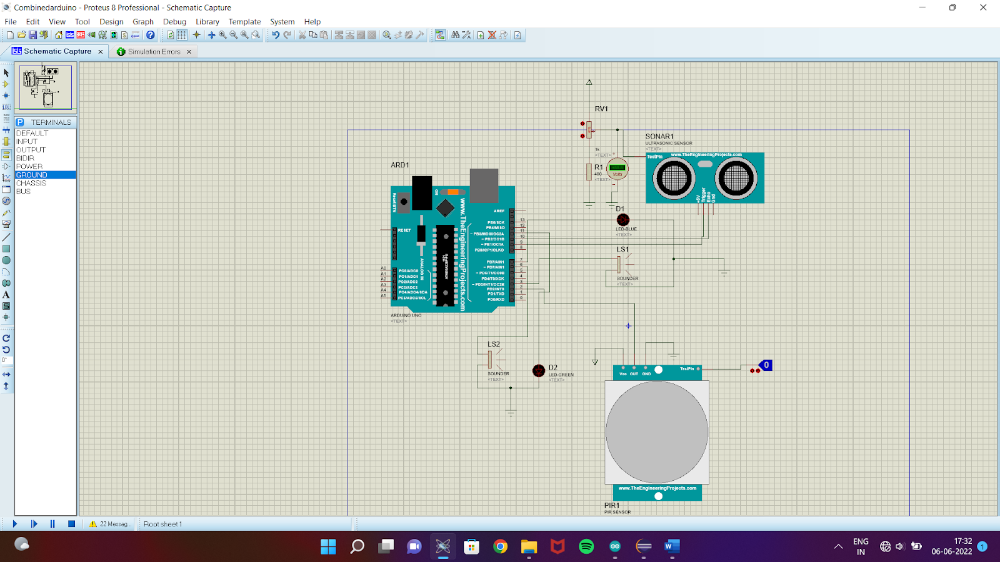 Combinedarduino - Proteus 8 Professional - Schematic Capture
File Edit View Tool Design Graph Debug Library Template System Help
Schematic Capture
Simulation Errors
P TERMINALS
DEFAULT
INPUT
OUTPUT
BIDIR
POWER
GROUND
CHASSIS
BUS
RV1
1k
<TEXT>
R1
400
<TEXT>
Volts
SONAR1
ULTRASONIC SENSOR
<TEXT>
TestPin
www.TheEngineeringProjects.com
+5V
Trigger
Echo
Gnd
ARD1
Reset BTN
ON
www.TheEngineeringProjects.com
ANALOG IN
RESET
AREF
PB5/SCK 13
PB4/MISO 12
~ PB3/MOSI/OC2A 11
~ PB2/OC1B 10
~ PB1/OC1A 9
PB0/ICP1/CLKO 8
PD7/AIN1 7
~ PD7/AIN1 6
~ PD5/T1/OC0B 5
PD4/T0/XCK 4
~ PD3/INT1/OC2B 3
PD2/INT0 2
PD1/TXD 1
PD0/RXD 0
A0 PC0/ADC0
A1 PC1/ADC1
A2 PC2/ADC2
A3 PC3/ADC3
A4 PC4/ADC4/SDA
A5 PC5/ADC5/SCL
ARDUINO UNO
<TEXT>
D1
LED-BLUE
<TEXT>
LS1
SOUNDER
<TEXT>
LS2
SOUNDER
<TEXT>
D2
LED-GREEN
<TEXT>
Vcc OUT GND
TestPin
0
www.TheEngineeringProjects.com
PIR1
PIR SENSOR
0°
22 Messag...
Root sheet 1
ENG
IN
17:32
06-06-2022
1